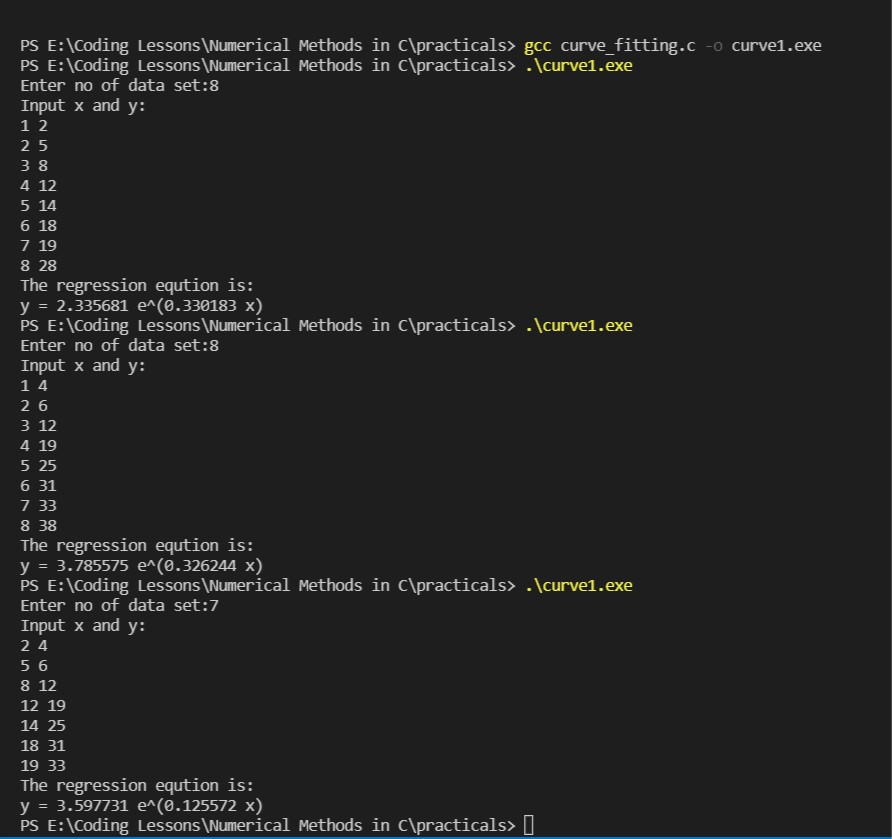 PS E:\Coding Lessons\Numerical Methods in C\practicals> gcc curve_fitting.c -o curve1.exe
PS E:\Coding Lessons\Numerical Methods in C\practicals> .\curve1.exe
Enter no of data set:8
Input x and y:
1 2
2 5
3 8
4 12
5 14
6 18
7 19
8 28
The regression eqution is:
y = 2.335681 e^(0.330183 x)
PS E:\Coding Lessons\Numerical Methods in C\practicals> .\curve1.exe
Enter no of data set:8
Input x and y:
1 4
2 6
3 12
4 19
5 25
6 31
7 33
8 38
The regression eqution is:
y = 3.785575 e^(0.326244 x)
PS E:\Coding Lessons\Numerical Methods in C\practicals> .\curve1.exe
Enter no of data set:7
Input x and y:
2 4
5 6
8 12
12 19
14 25
18 31
19 33
The regression eqution is:
y = 3.597731 e^(0.125572 x)
PS E:\Coding Lessons\Numerical Methods in C\practicals>